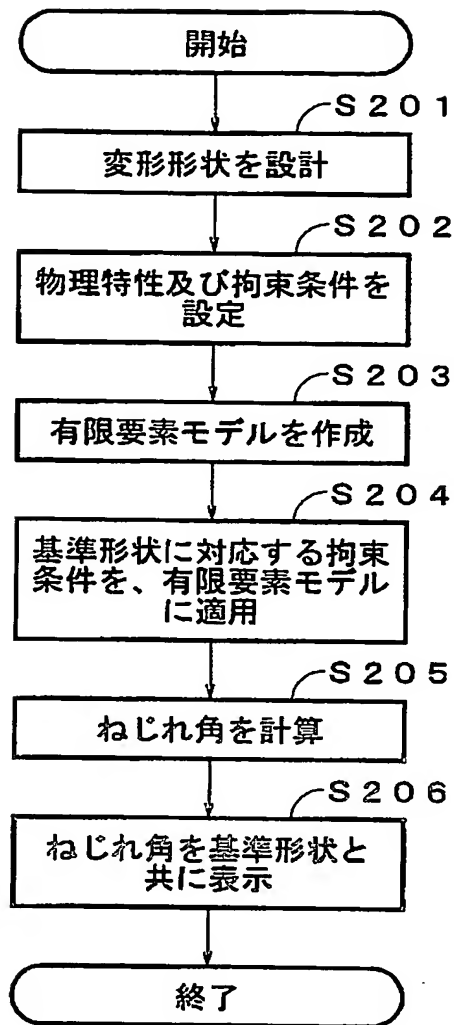 開始
S201
変形形状を設計
S202
物理特性及び拘束条件を
設定
S203
有限要素モデルを作成
S204
基準形状に対応する拘束
条件を、有限要素モデル
に適用
S205
ねじれ角を計算
S206
ねじれ角を基準形状と
共に表示
終了